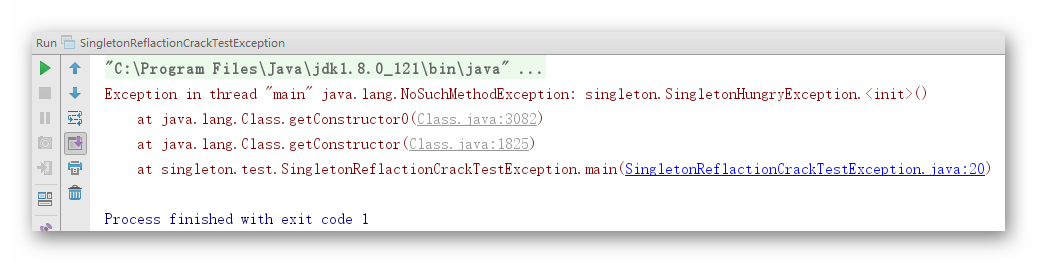 Run SingletonReflactionCrackTestException
"C:\Program Files\Java\jdk1.8.0_121\bin\java" ...
Exception in thread "main" java.lang.NoSuchMethodException: singleton.SingletonHungryException.<init>()
at java.lang.Class.getConstructor0(Class.java:3082)
at java.lang.Class.getConstructor(Class.java:1825)
at singleton.test.SingletonReflactionCrackTestException.main(SingletonReflactionCrackTestException.java:20)
Process finished with exit code 1